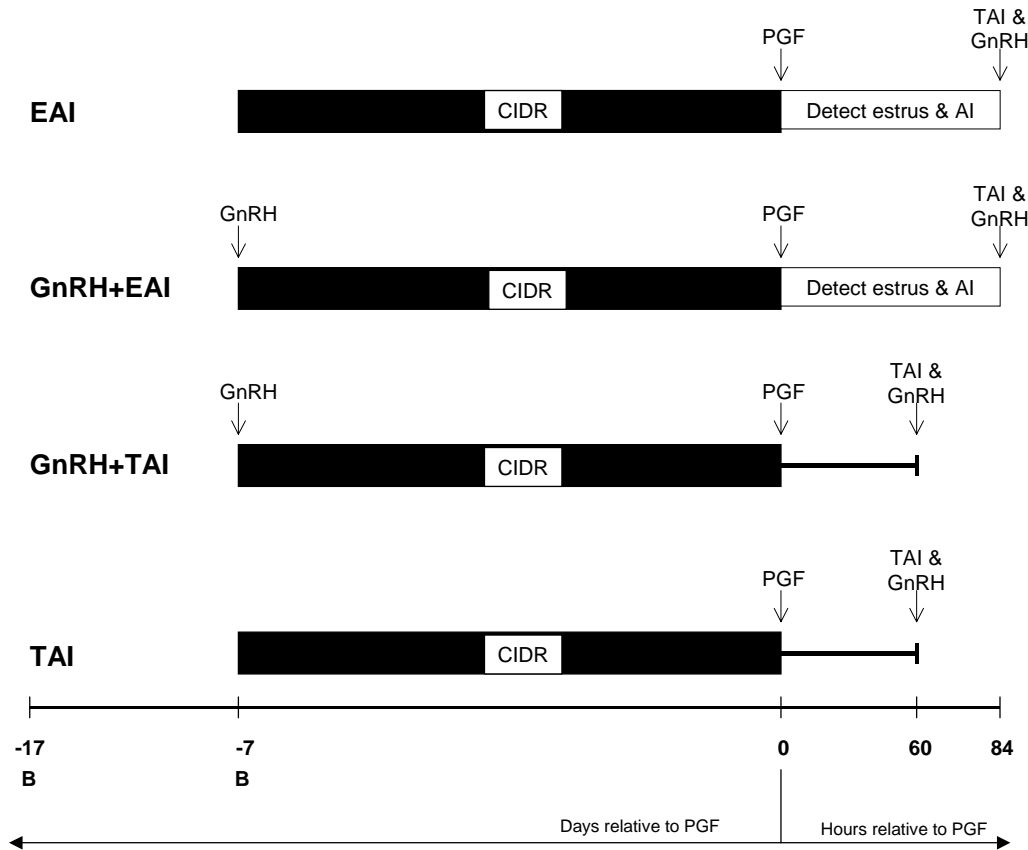 PGF
TAI &
GnRH
EAI
CIDR
Detect estrus & AI
GnRH
PGF
TAI &
GnRH
GnRH+EAI
CIDR
Detect estrus & AI
GnRH
PGF
TAI &
GnRH
GnRH+TAI
CIDR
PGF
TAI &
GnRH
TAI
CIDR
-17 -7 0 60 84
B B
Days relative to PGF Hours relative to PGF